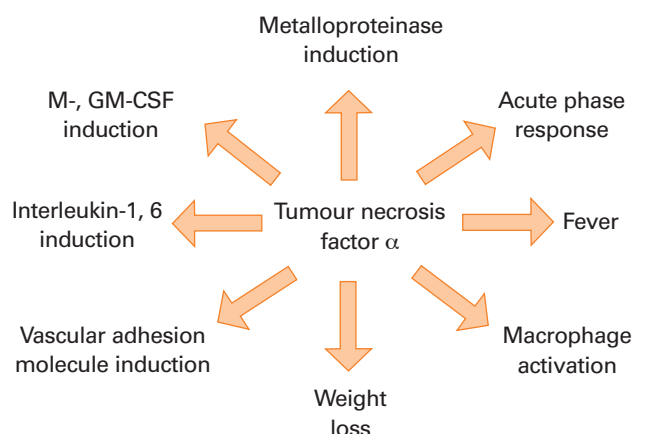 Metalloproteinase
induction
M-, GM-CSF
induction
Acute phase
response
Interleukin-1, 6
induction
Tumour necrosis
factor α
Fever
Vascular adhesion
molecule induction
Macrophage
activation
Weight
loss